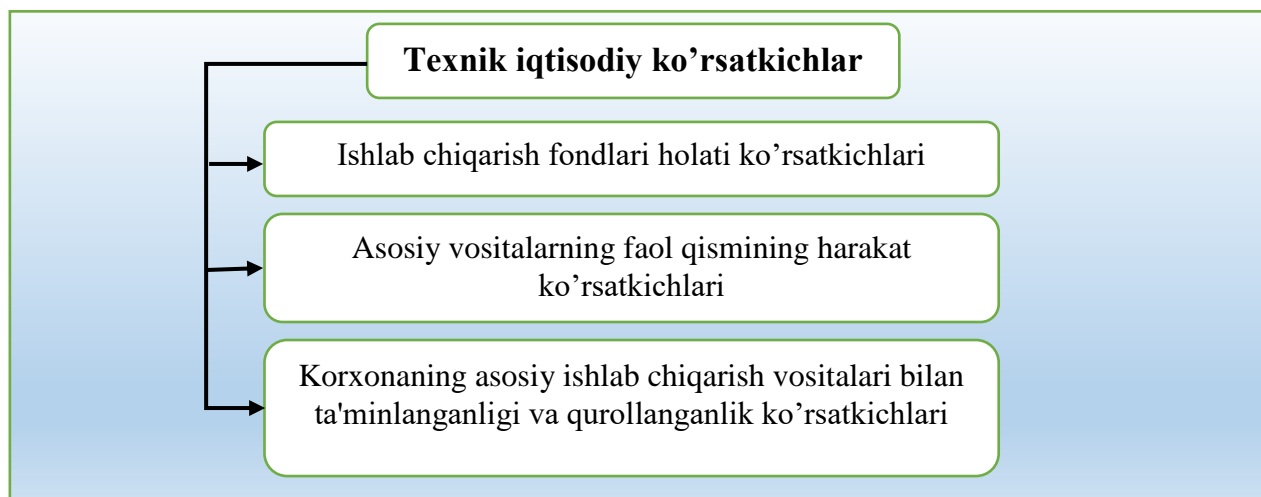 Texnik iqtisodiy ko’rsatkichlar
Ishlab chiqarish fondlari holati ko’rsatkichlari
Asosiy vositalarning faol qismining harakat
ko’rsatkichlari
Korxonaning asosiy ishlab chiqarish vositalari bilan
ta'minlanganligi va qurollanganlik ko’rsatkichlari